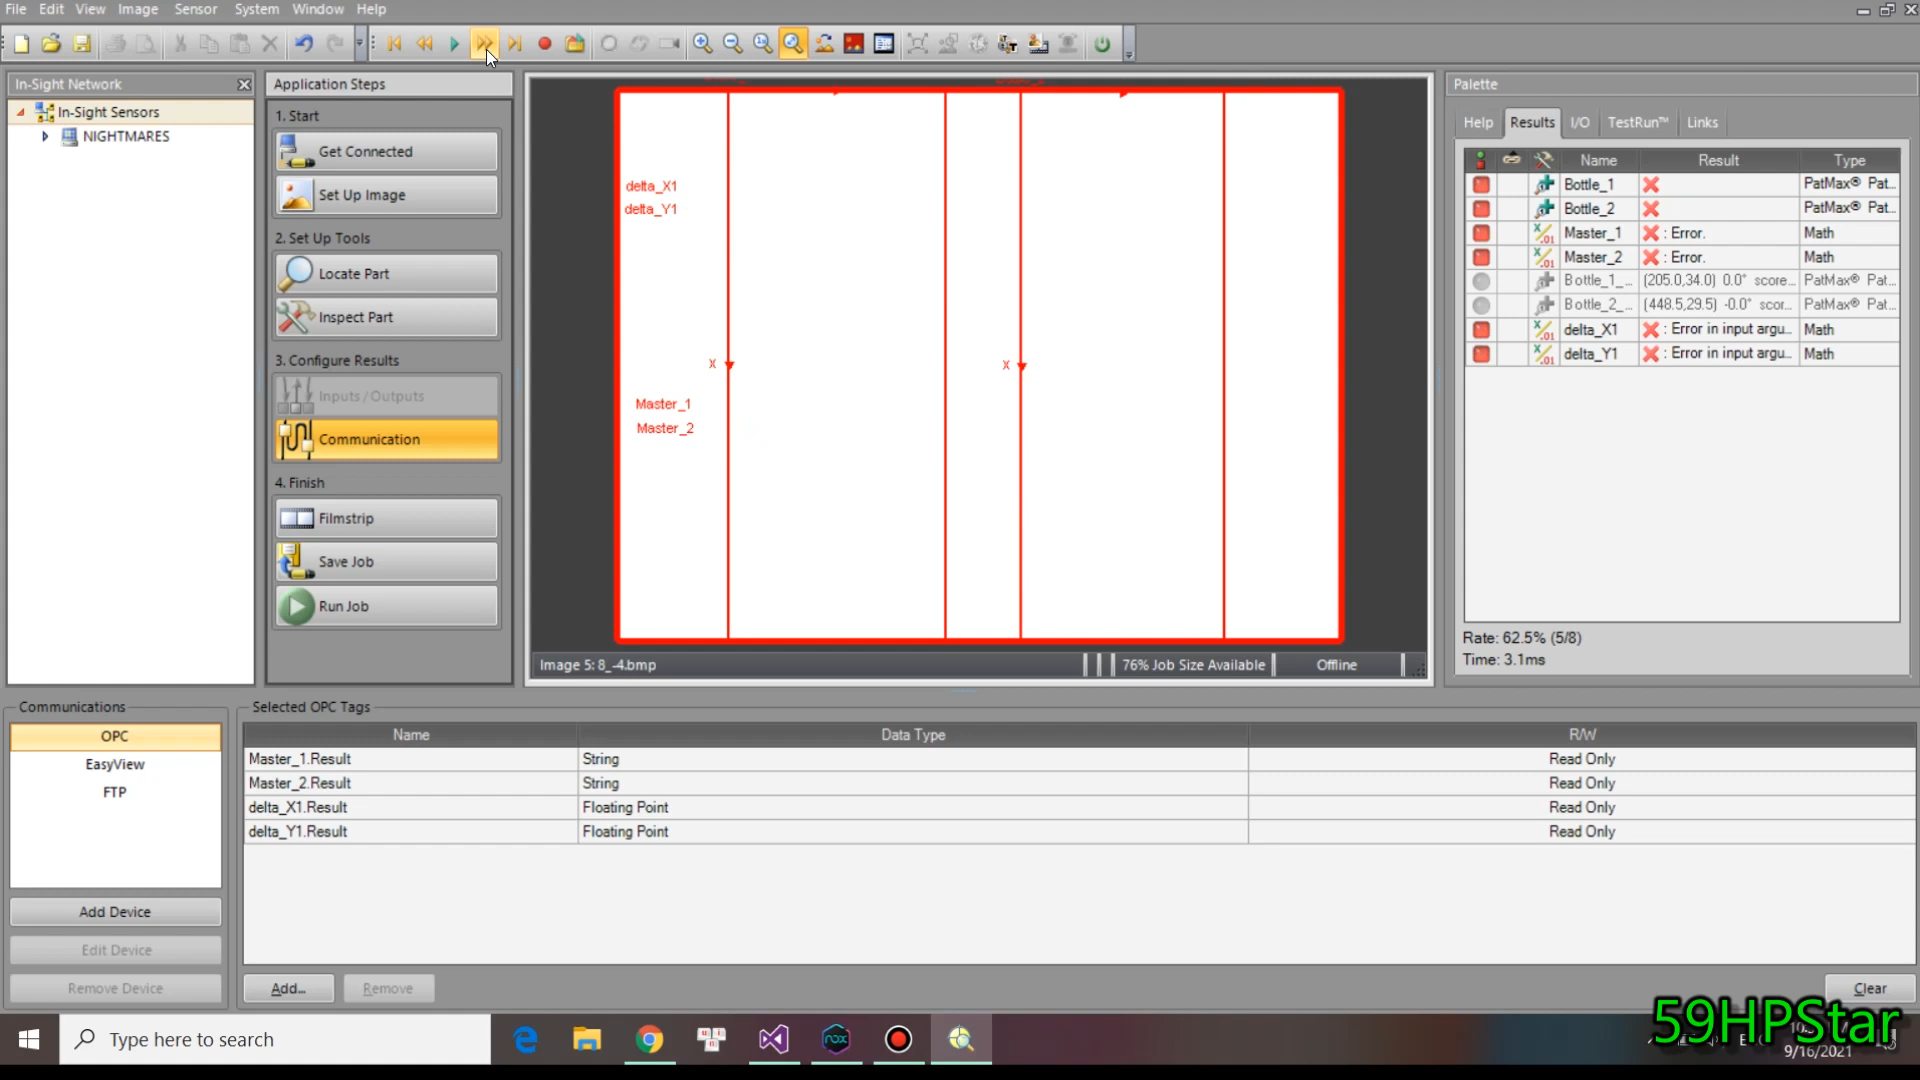 File Edit View Image Sensor System Window Help
In-Sight Network
In-Sight Sensors
NIGHTMARES
Application Steps
1. Start
Get Connected
Set Up Image
2. Set Up Tools
Locate Part
Inspect Part
3. Configure Results
Inputs / Outputs
Communication
4. Finish
Filmstrip
Save Job
Run Job
delta_X1
delta_Y1
X
X
Master_1
Master_2
Image 5: 8_-4.bmp
76% Job Size Available
Offline
Palette
Help Results I/O TestRun™ Links
Name Result Type
Bottle_1 PatMax® Pat...
Bottle_2 PatMax® Pat...
Master_1 : Error. Math
Master_2 : Error. Math
Bottle_1_... (205.0,34.0) 0.0° score... PatMax® Pat...
Bottle_2_... (448.5,29.5) -0.0° scor... PatMax® Pat...
delta_X1 : Error in input argu... Math
delta_Y1 : Error in input argu... Math
Rate: 62.5% (5/8)
Time: 3.1ms
Communications
OPC
EasyView
FTP
Add Device
Edit Device
Remove Device
Selected OPC Tags
Name Data Type R/W
Master_1.Result String Read Only
Master_2.Result String Read Only
delta_X1.Result Floating Point Read Only
delta_Y1.Result Floating Point Read Only
Add... Remove Clear
Type here to search
nox
59HPStar
9/16/2021